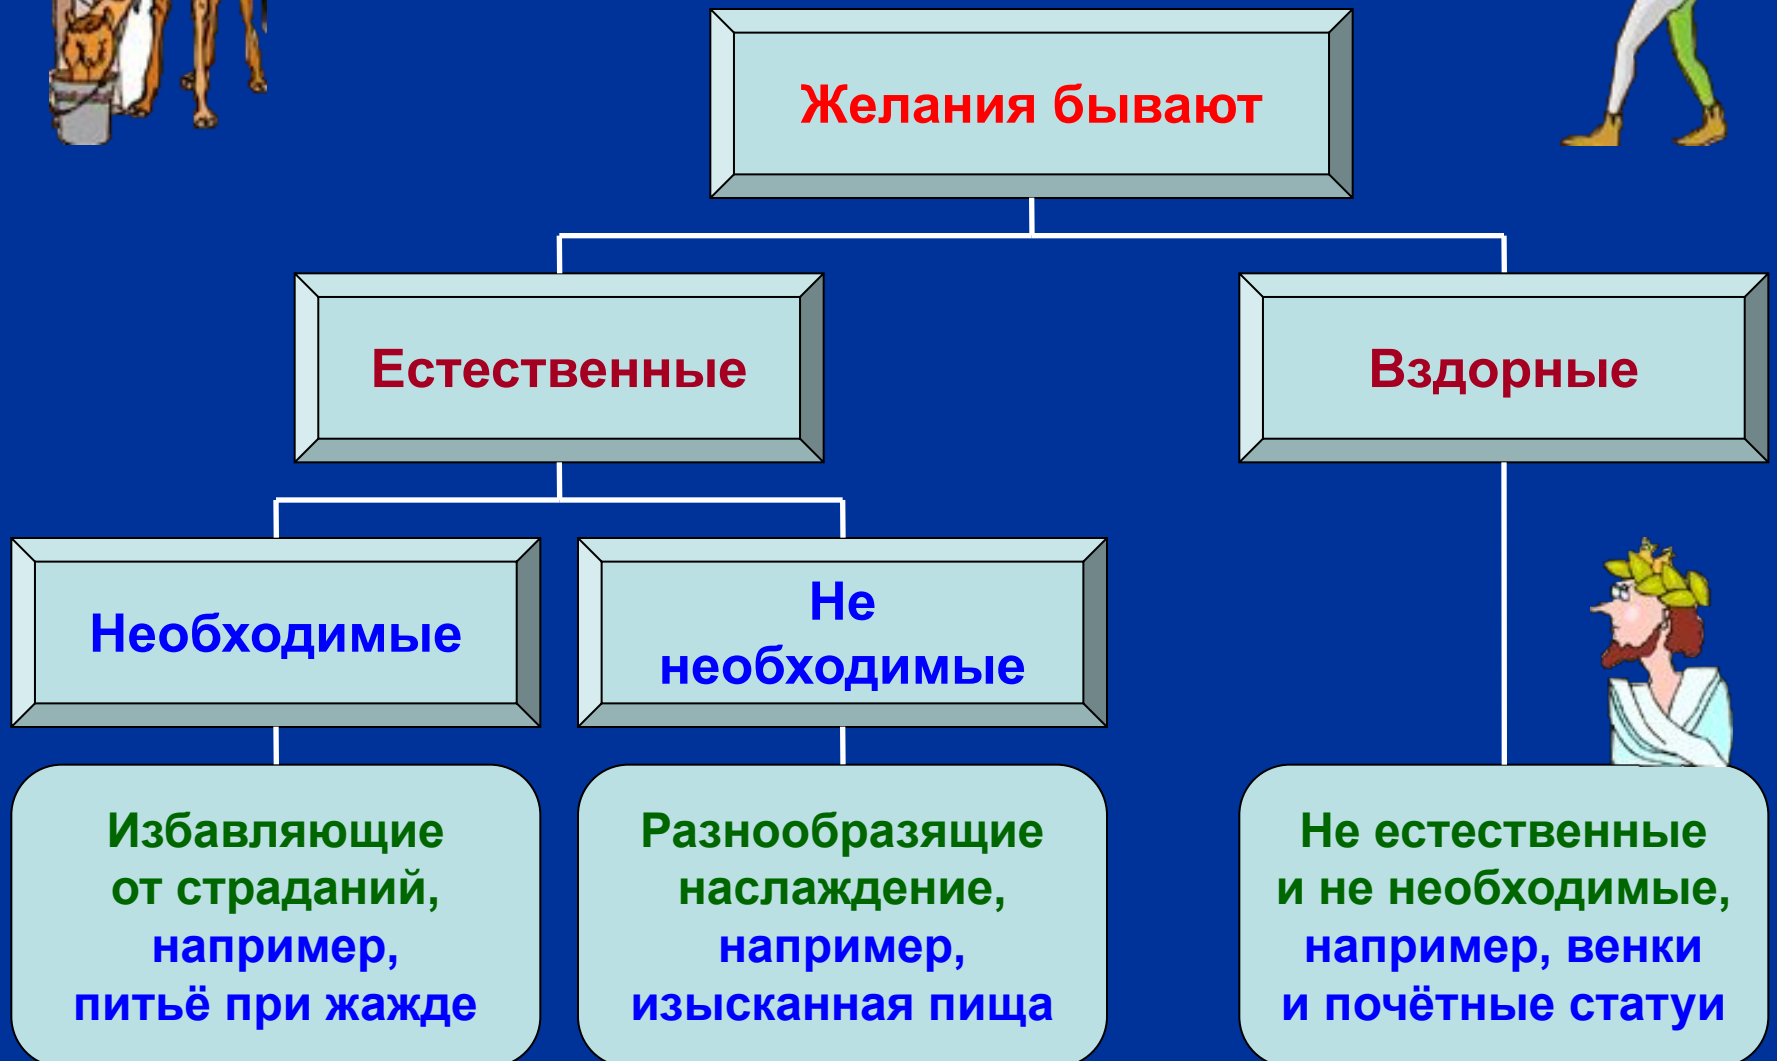 Желания бывают
Естественные
Вздорные
Необходимые
Не
необходимые
Избавляющие
от страданий,
например,
питьё при жажде
Разнообразящие
наслаждение,
например,
изысканная пища
Не естественные
и не необходимые,
например, венки
и почётные статуи